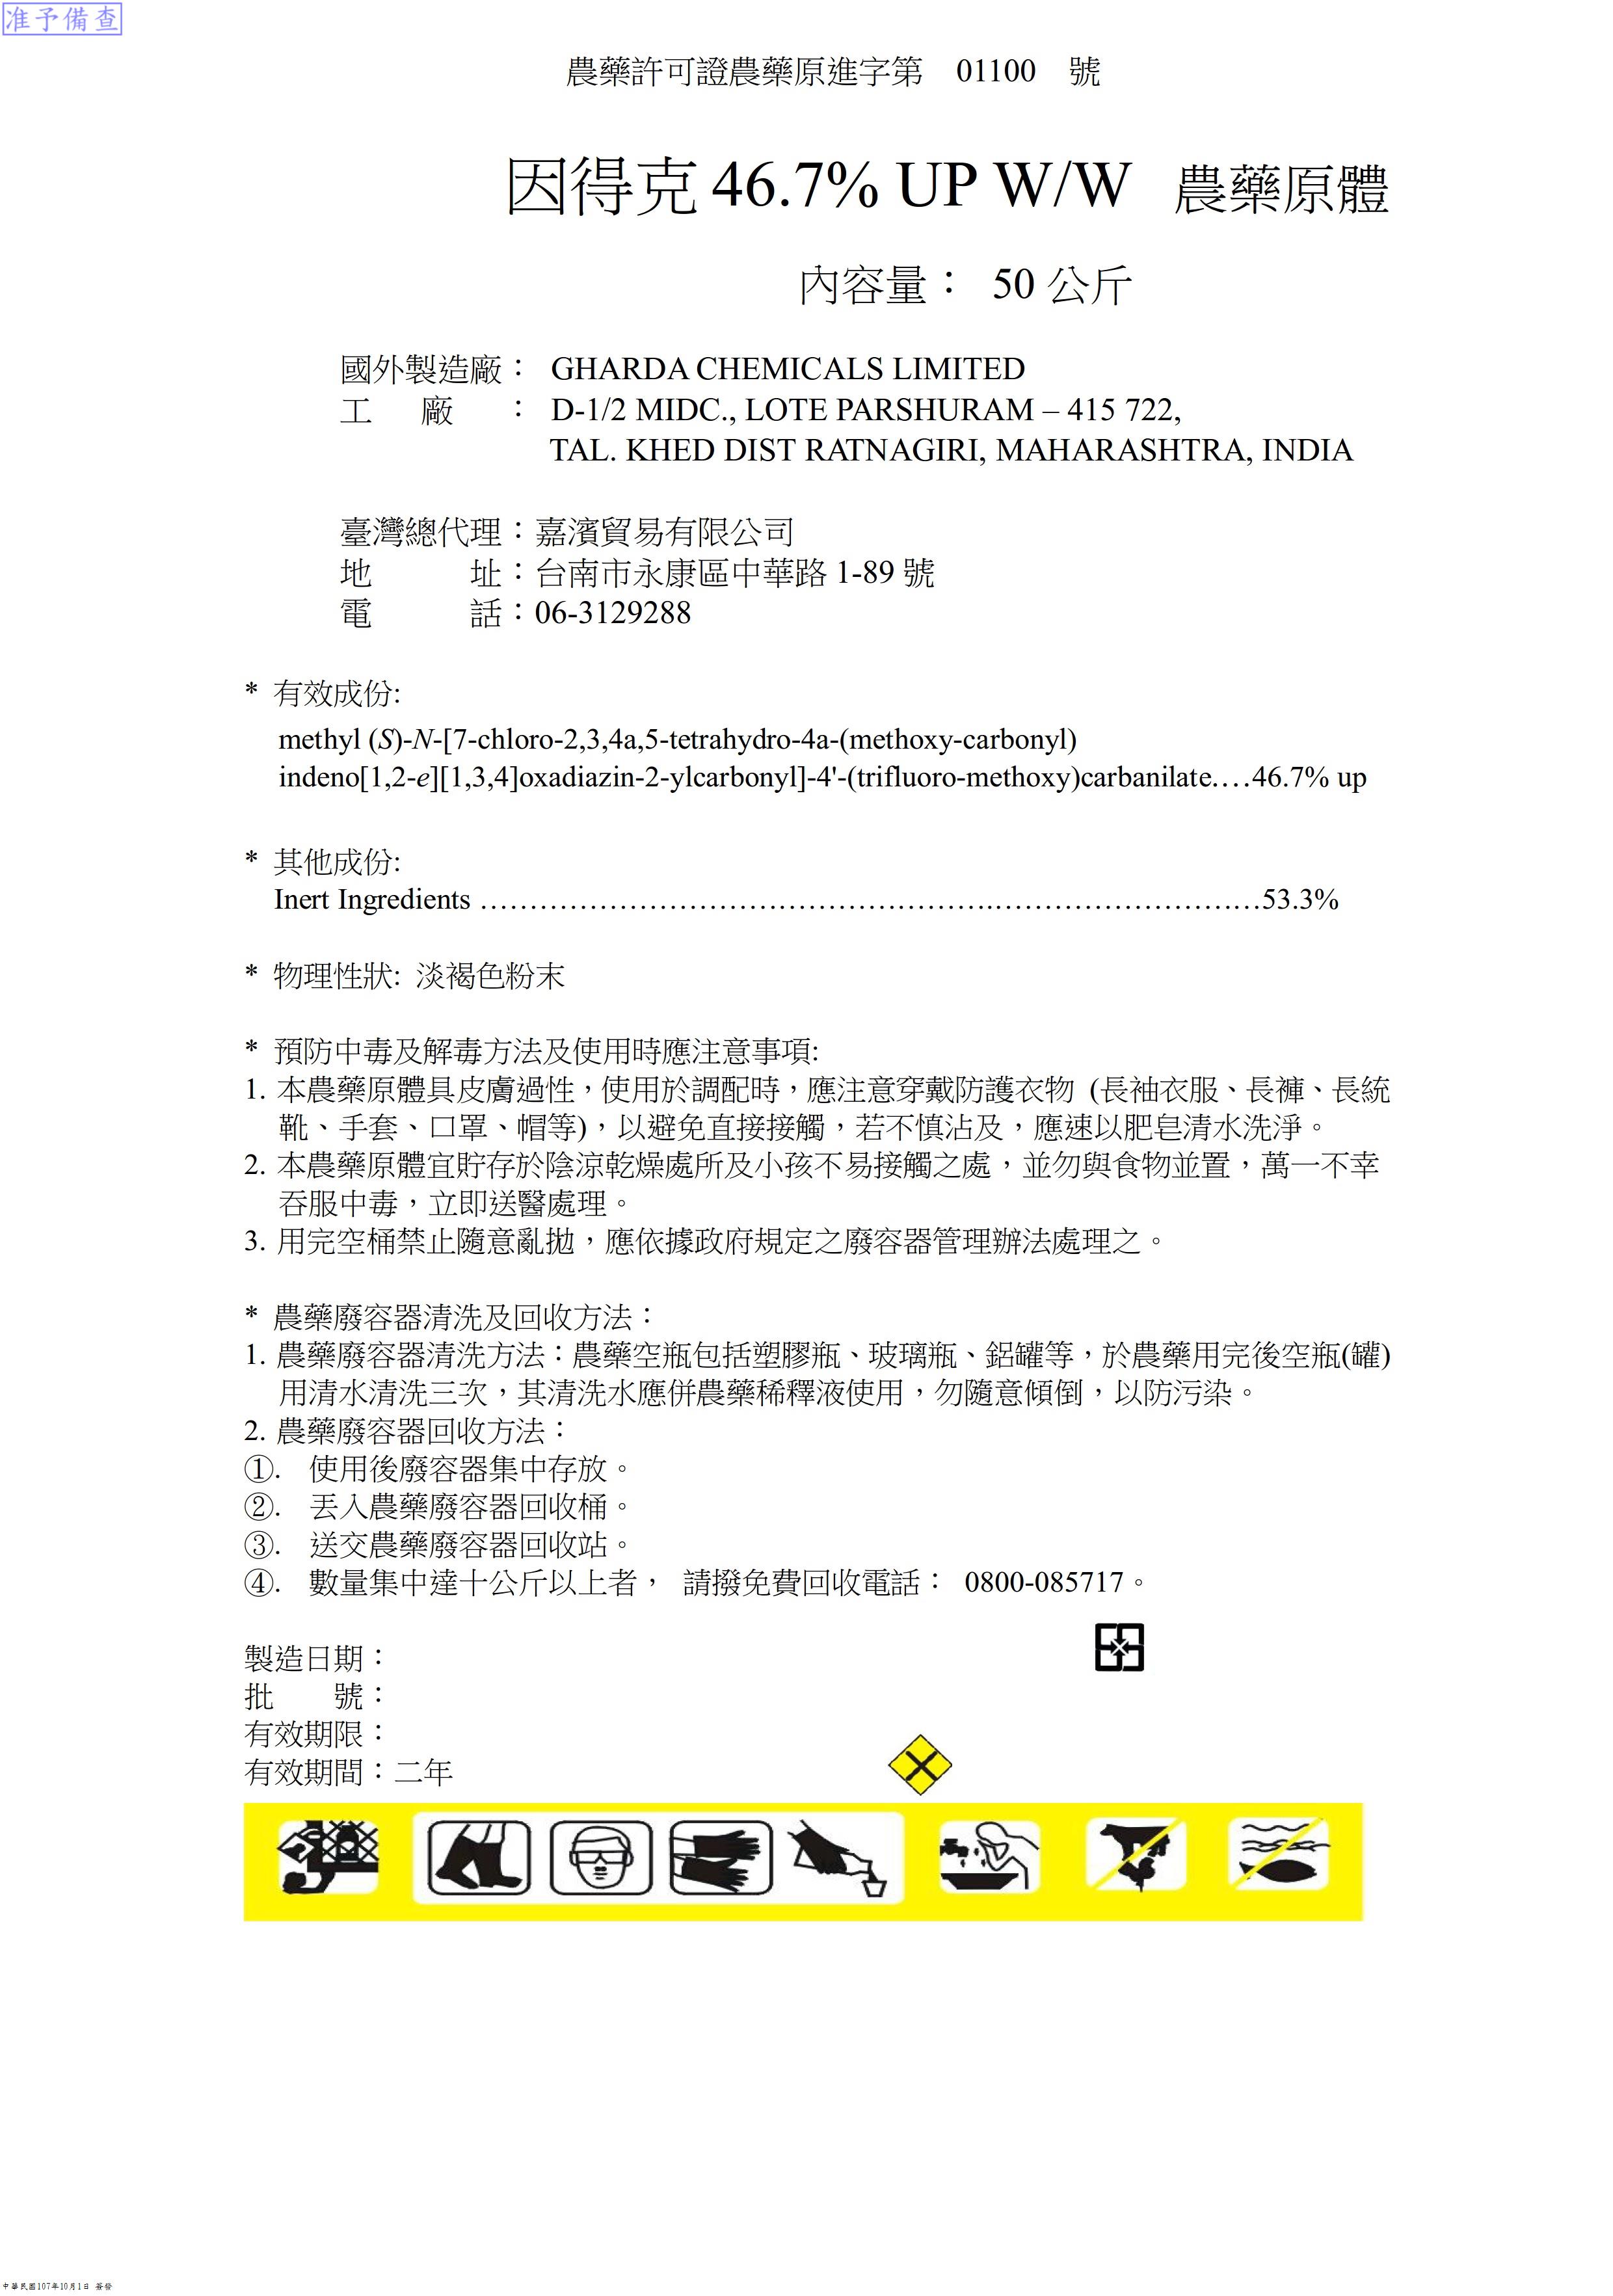 准予備查
農藥許可證農藥原進字第 01100 號
因得克 46.7% UP W/W 農藥原體
內容量： 50 公斤
國外製造廠： GHARDA CHEMICALS LIMITED
工 廠 ： D-1/2 MIDC., LOTE PARSHURAM – 415 722,
TAL. KHED DIST RATNAGIRI, MAHARASHTRA, INDIA
臺灣總代理：嘉濱貿易有限公司
地 址：台南市永康區中華路 1-89 號
電 話：06-3129288
* 有效成份:
methyl (S)-N-[7-chloro-2,3,4a,5-tetrahydro-4a-(methoxy-carbonyl)
indeno[1,2-e][1,3,4]oxadiazin-2-ylcarbonyl]-4'-(trifluoro-methoxy)carbanilate….46.7% up
* 其他成份:
Inert Ingredients …………………………………………….…………………….…53.3%
* 物理性狀: 淡褐色粉末
* 預防中毒及解毒方法及使用時應注意事項:
1. 本農藥原體具皮膚過性，使用於調配時，應注意穿戴防護衣物 (長袖衣服、長褲、長統
靴、手套、口罩、帽等)，以避免直接接觸，若不慎沾及，應速以肥皂清水洗淨。
2. 本農藥原體宜貯存於陰涼乾燥處所及小孩不易接觸之處，並勿與食物並置，萬一不幸
吞服中毒，立即送醫處理。
3. 用完空桶禁止隨意亂拋，應依據政府規定之廢容器管理辦法處理之。
* 農藥廢容器清洗及回收方法：
1. 農藥廢容器清洗方法：農藥空瓶包括塑膠瓶、玻璃瓶、鋁罐等，於農藥用完後空瓶(罐)
用清水清洗三次，其清洗水應併農藥稀釋液使用，勿隨意傾倒，以防污染。
2. 農藥廢容器回收方法：
①. 使用後廢容器集中存放。
②. 丟入農藥廢容器回收桶。
③. 送交農藥廢容器回收站。
④. 數量集中達十公斤以上者， 請撥免費回收電話： 0800-085717。
製造日期：
批 號：
有效期限：
有效期間：二年
中華民國107年10月1日 簽發